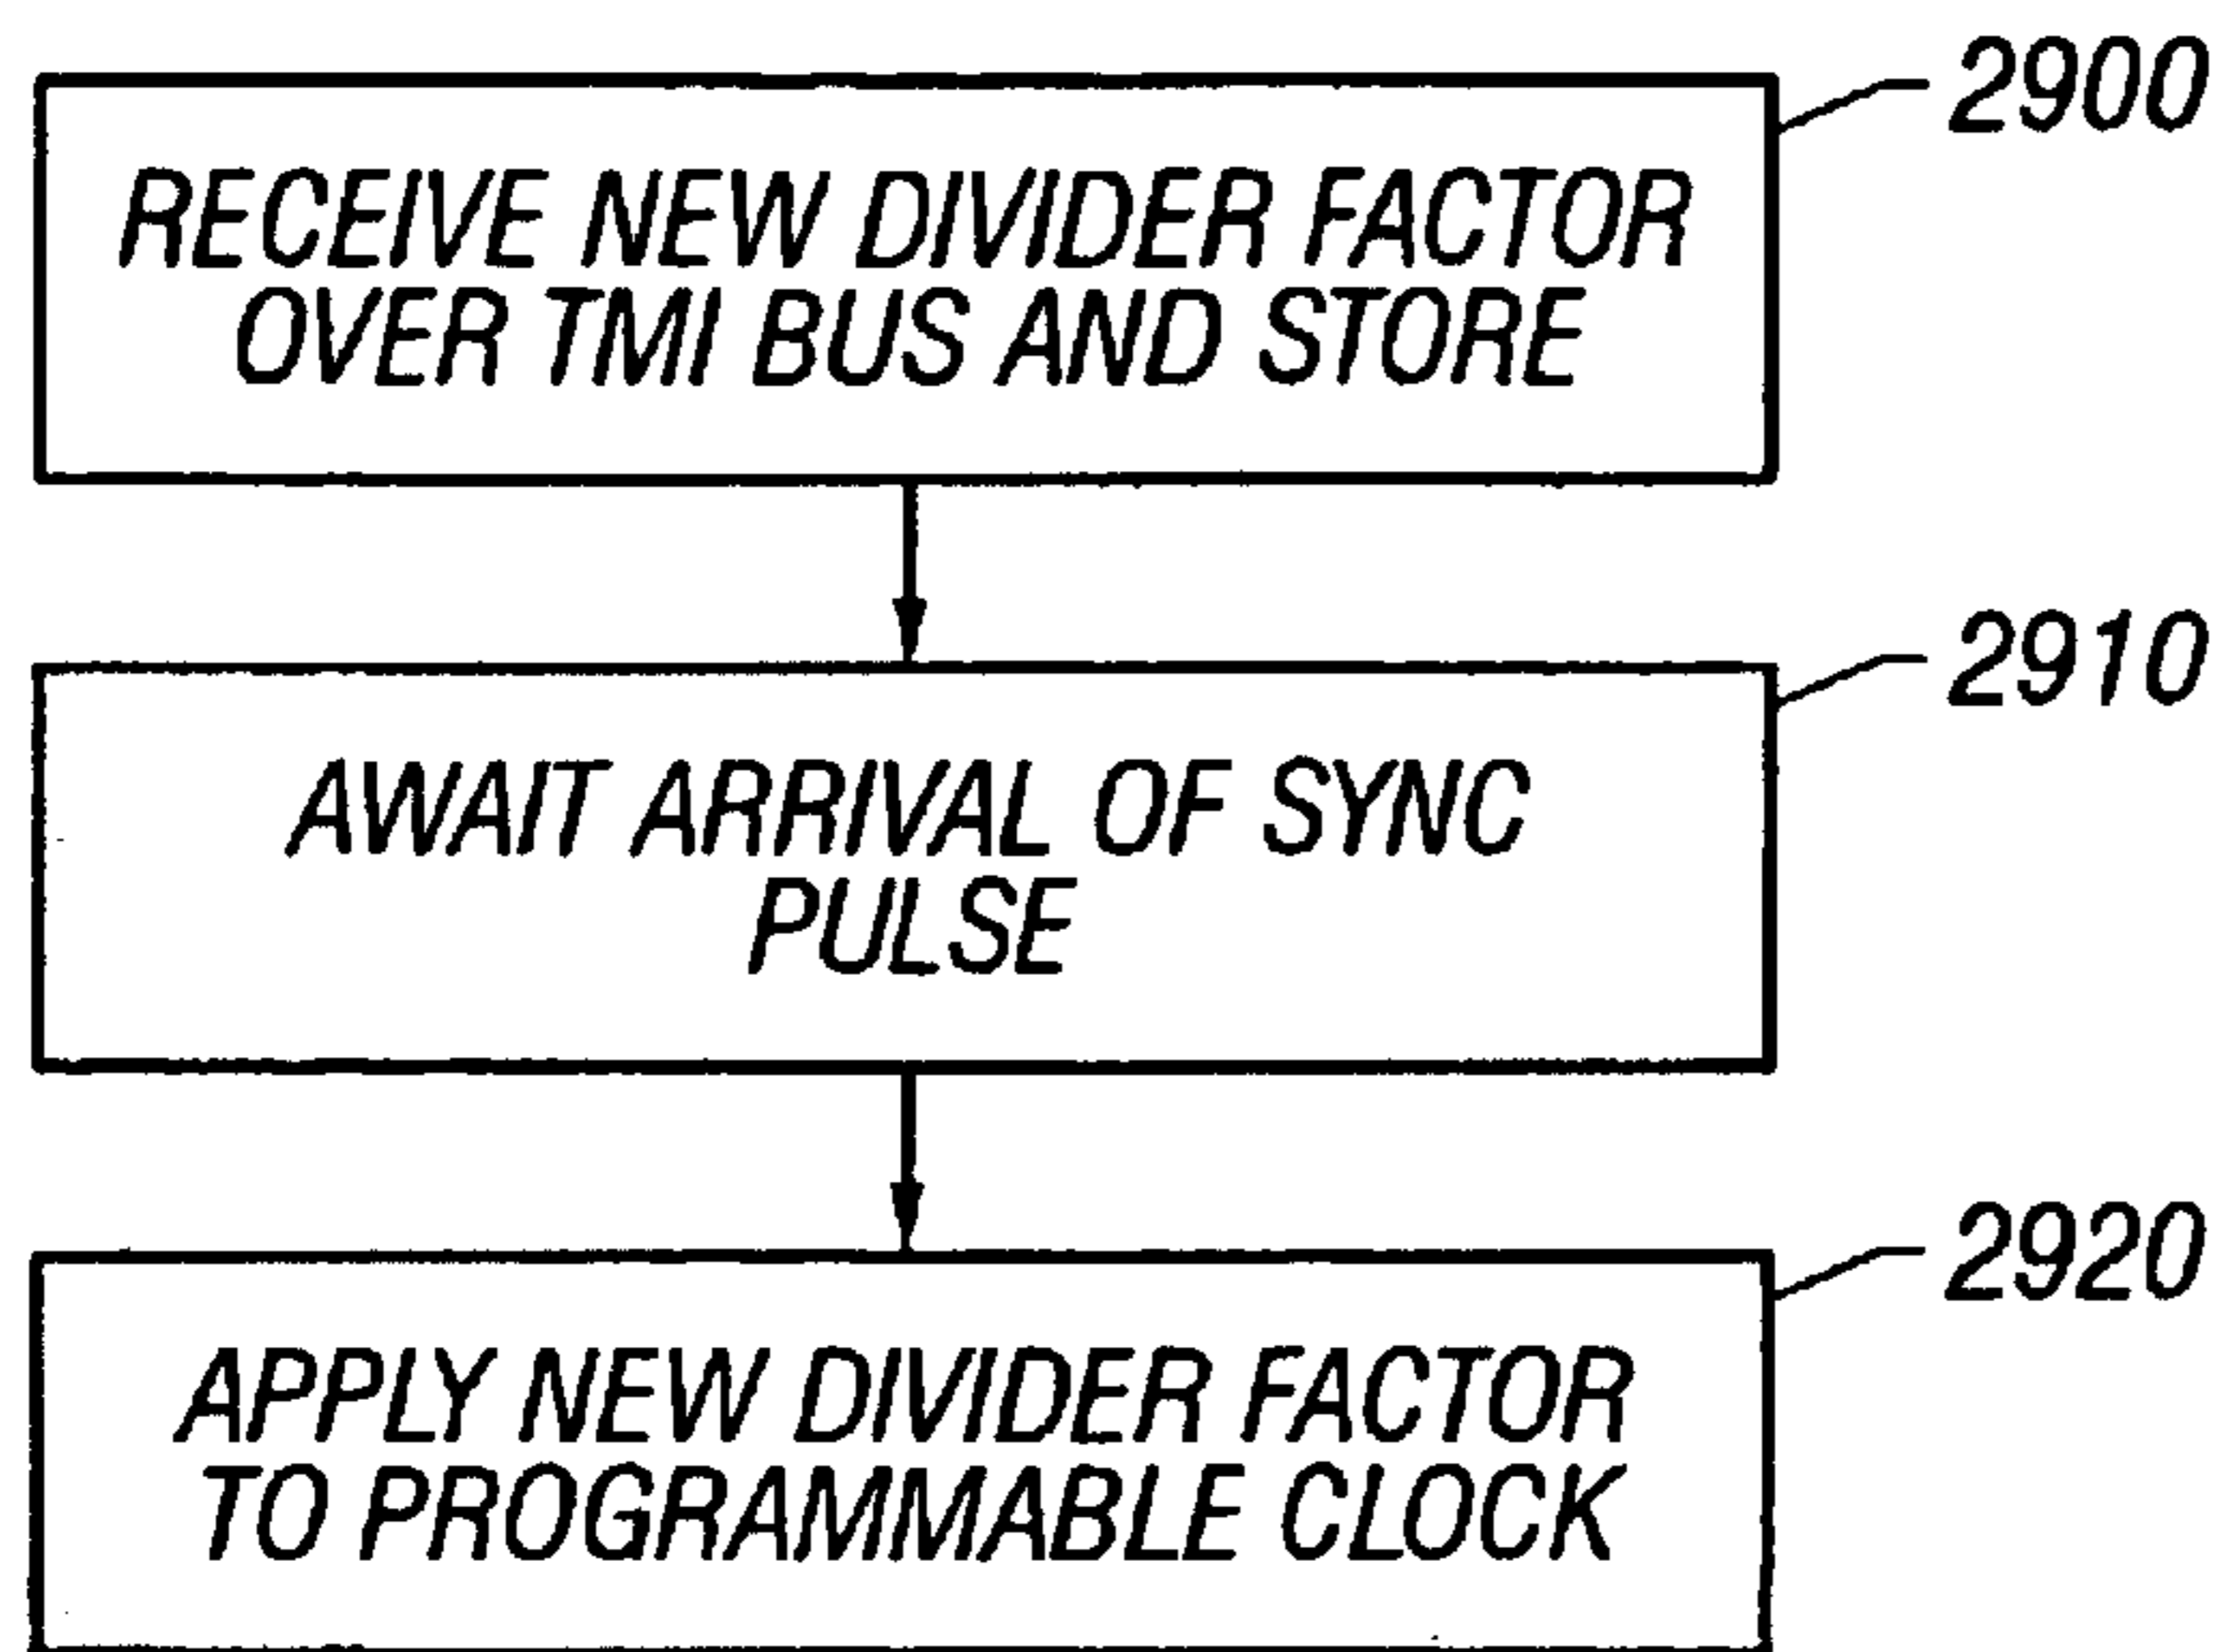 2900
RECEIVE NEW DIVIDER FACTOR
OVER TMI BUS AND STORE
2910
AWAIT ARRIVAL OF SYNC
PULSE
2920
APPLY NEW DIVIDER FACTOR
TO PROGRAMMABLE CLOCK